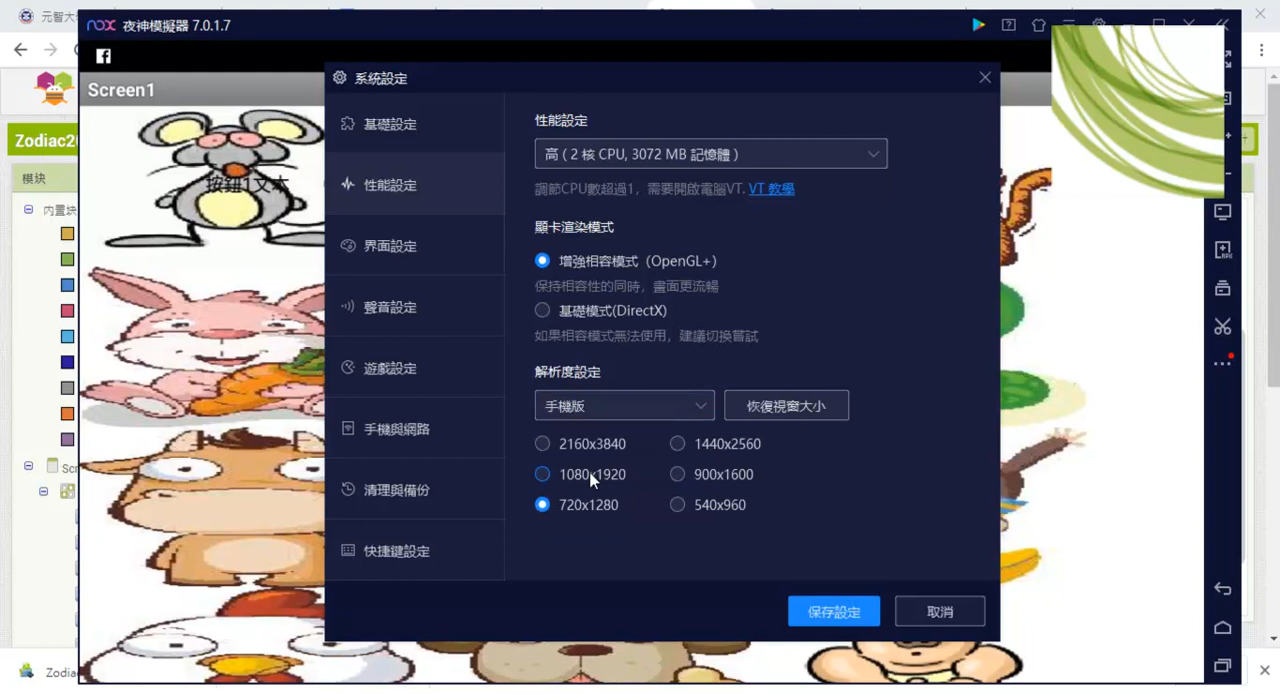 元智大
nox 夜神模擬器 7.0.1.7
Screen1
Zodiac20
模块
内置块
Scr
Zodia
按鈕1文本
系統設定
基礎設定
性能設定
界面設定
聲音設定
遊戲設定
手機與網路
清理與備份
快捷鍵設定
性能設定
高 ( 2 核 CPU, 3072 MB 記憶體 )
調節CPU數超過1，需要開啟電腦VT. VT 教學
顯卡渲染模式
增強相容模式（OpenGL+）
保持相容性的同時，畫面更流暢
基礎模式(DirectX)
如果相容模式無法使用，建議切換嘗試
解析度設定
手機版
恢復視窗大小
2160x3840 1440x2560
1080x1920 900x1600
720x1280 540x960
保存設定 取消